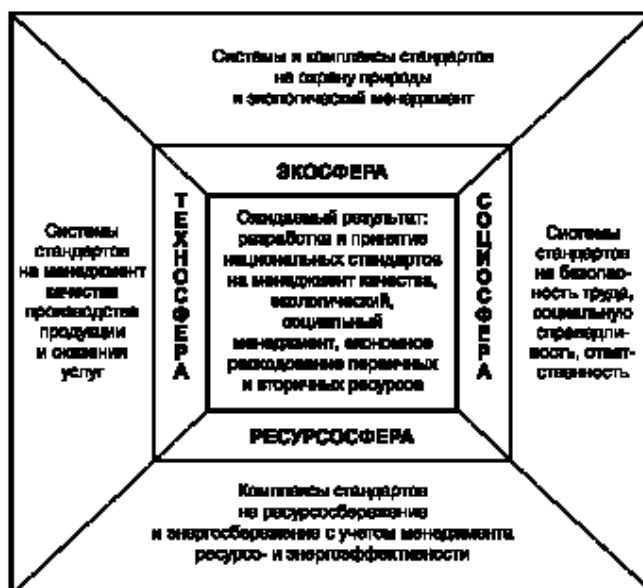 Системы и комплексы стандартов
на охрану природы
и экологический менеджмент
ЭКОСФЕРА
ТЕХНОСФЕРА
Системы
стандартов
на менеджмент
качества
производства
продукции
и оказания
услуг
Ожидаемый результат:
разработка и принятие
национальных стандартов
на менеджмент качества,
экологический,
социальный
менеджмент, экономное
расходование первичных
и вторичных ресурсов
СОЦИОСФЕРА
Системы
стандартов
на безопас-
ность труда,
социальную
справедли-
вость, ответ-
ственность
РЕСУРСОСФЕРА
Комплексы стандартов
на ресурсосбережение
и энергосбережение с учетом менеджмента
ресурсо- и энергоэффективности